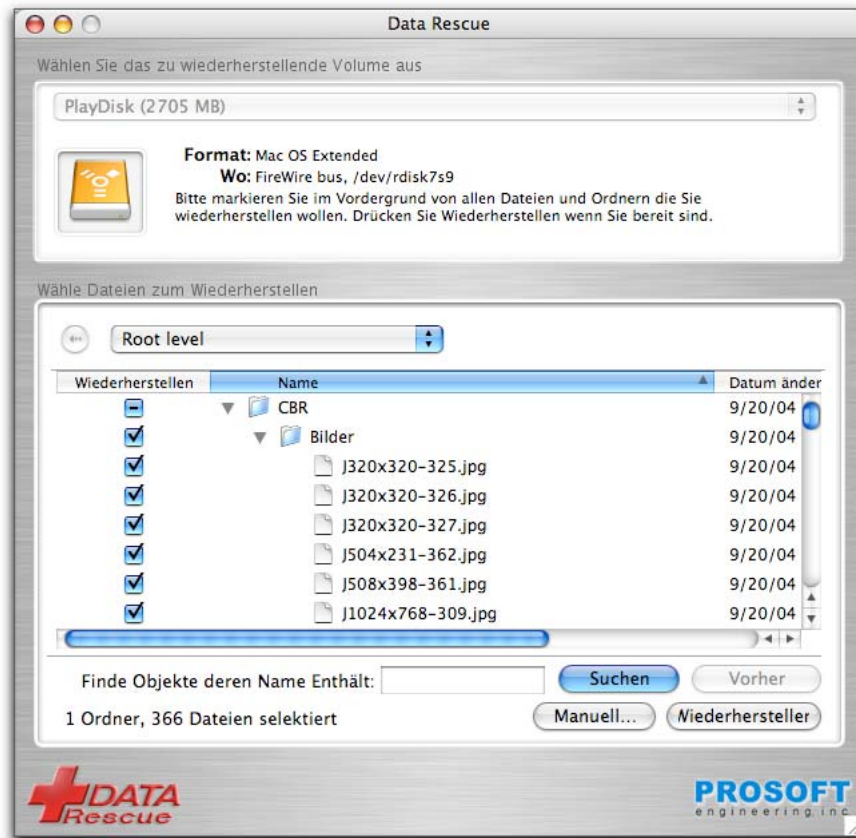 Data Rescue
Wählen Sie das zu wiederherstellende Volume aus
PlayDisk (2705 MB)
Format: Mac OS Extended
Wo: FireWire bus, /dev/rdisk7s9
Bitte markieren Sie im Vordergrund von allen Dateien und Ordnern die Sie
wiederherstellen wollen. Drücken Sie Wiederherstellen wenn Sie bereit sind.
Wähle Dateien zum Wiederherstellen
Root level
Wiederherstellen Name Datum änder
CBR 9/20/04
Bilder 9/20/04
J320x320-325.jpg 9/20/04
J320x320-326.jpg 9/20/04
J320x320-327.jpg 9/20/04
J504x231-362.jpg 9/20/04
J508x398-361.jpg 9/20/04
J1024x768-309.jpg 9/20/04
Finde Objekte deren Name Enthält: Suchen Vorher
1 Ordner, 366 Dateien selektiert Manuell... Wiederhersteller
DATA Rescue
PROSOFT
engineering, inc